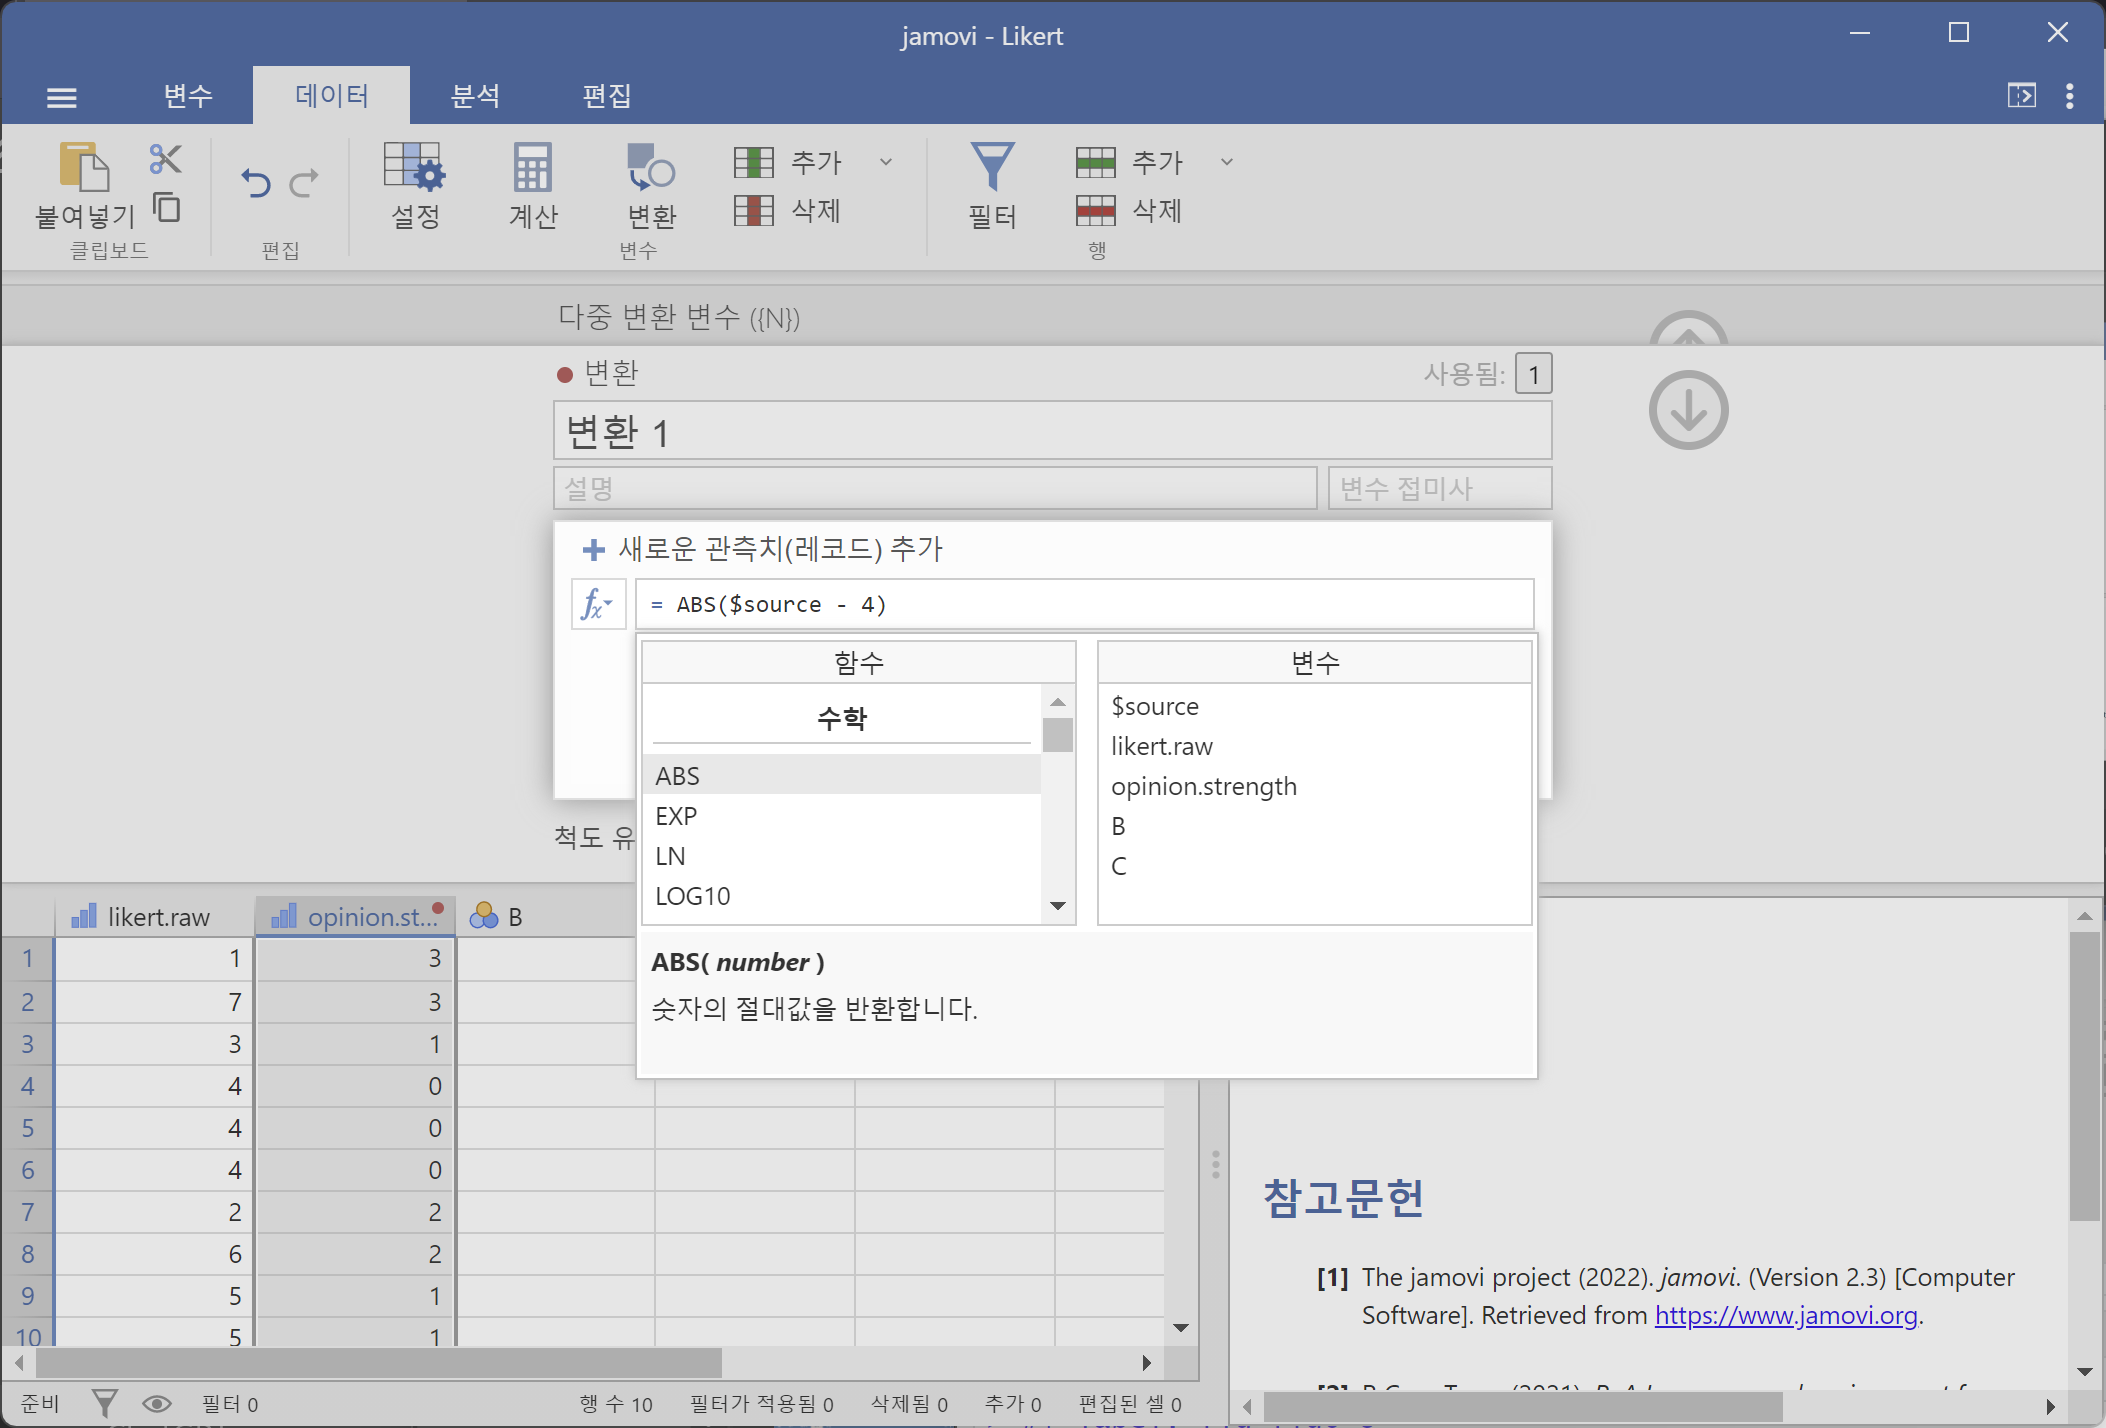 jamovi - Likert
변수 데이터 분석 편집
붙여넣기
클립보드
편집
설정 계산 변환 추가 삭제
변수
필터 추가 삭제
행
다중 변환 변수 ({N})
변환 사용됨: 1
변환 1
설명 변수 접미사
새로운 관측치(레코드) 추가
fx = ABS($source - 4)
함수 변수
수학
ABS
EXP
LN
LOG10
$source
likert.raw
opinion.strength
B
C
ABS( number )
숫자의 절대값을 반환합니다.
척도 유
likert.raw opinion.st... B
1 1 3
2 7 3
3 3 1
4 4 0
5 4 0
6 4 0
7 2 2
8 6 2
9 5 1
10 5 1
참고문헌
[1] The jamovi project (2022). jamovi. (Version 2.3) [Computer
Software]. Retrieved from https://www.jamovi.org.
준비 필터 0 행 수 10 필터가 적용됨 0 삭제됨 0 추가 0 편집된 셀 0